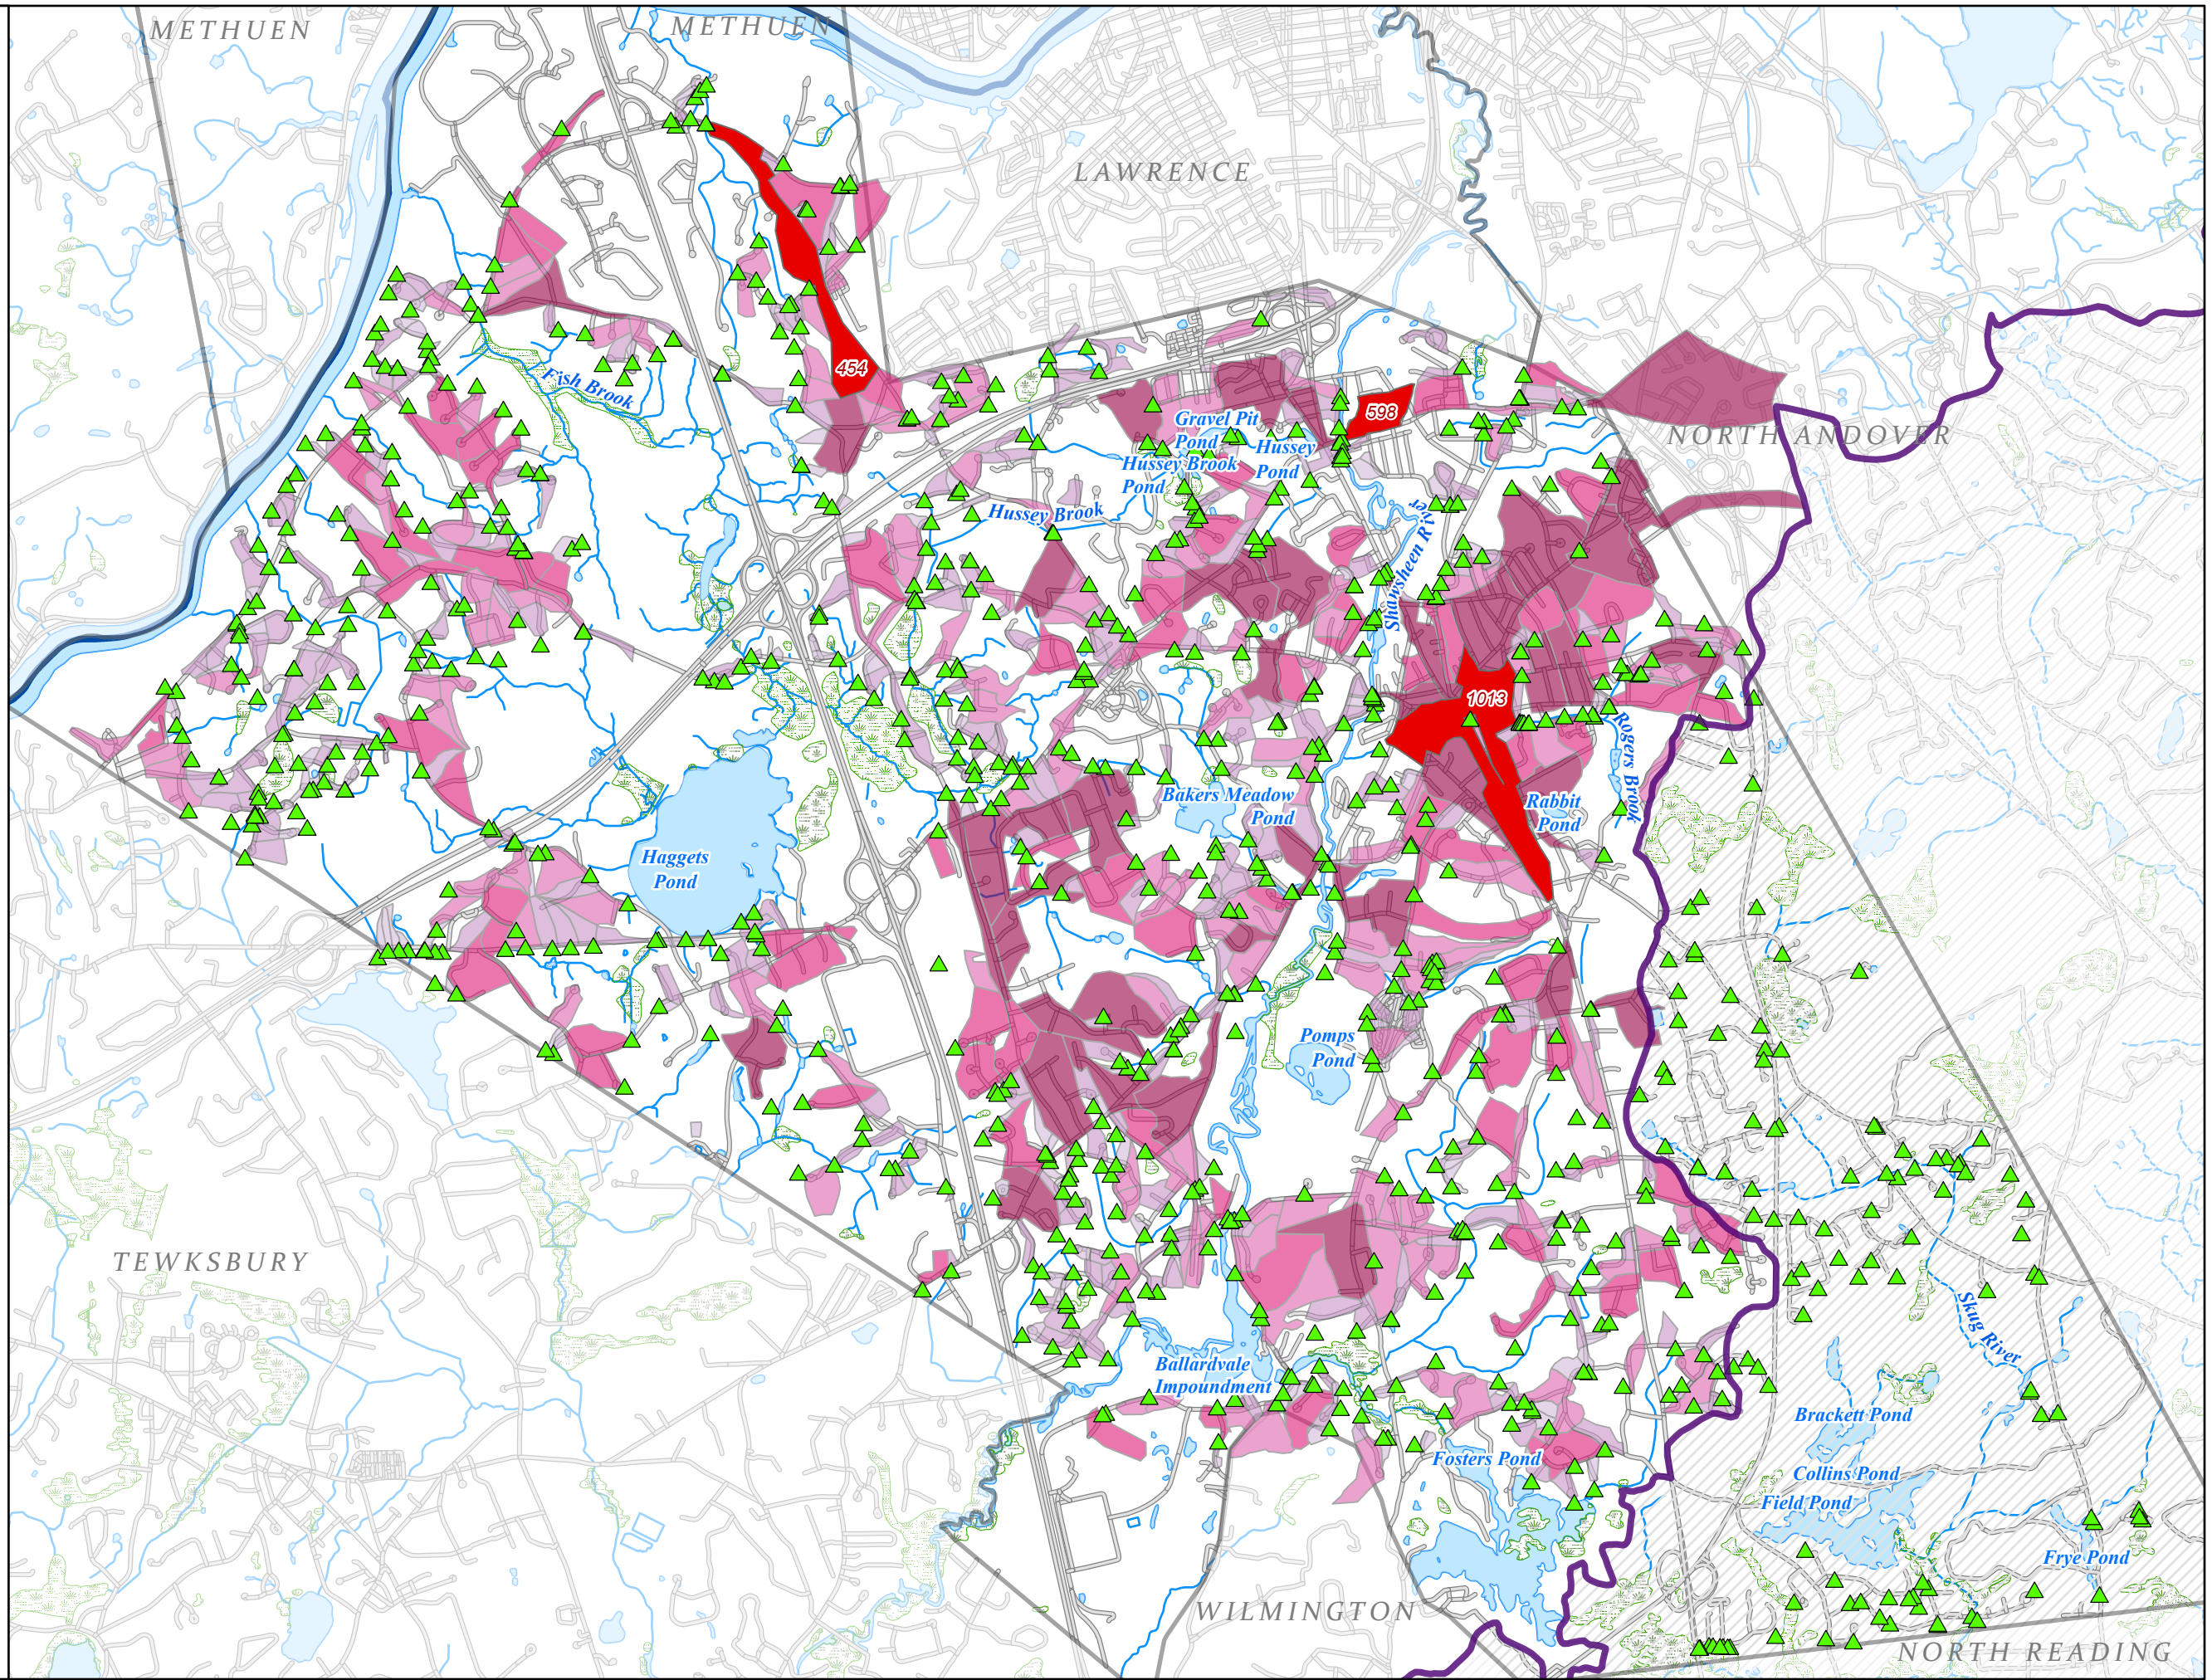 METHUEN
METHUEN
LAWRENCE
454
Fish Brook
598
Gravel Pit
Pond
Hussey
Pond
Hussey Brook
Pond
NORTH ANDOVER
Hussey Brook
Shawsheen River
1013
Rogers Brook
Bakers Meadow
Pond
Rabbit
Pond
Haggets
Pond
Pomps
Pond
TEWKSBURY
Skug River
Ballardvale
Impoundment
Brackett Pond
Fosters Pond
Collins Pond
Field Pond
Frye Pond
WILMINGTON
NORTH READING